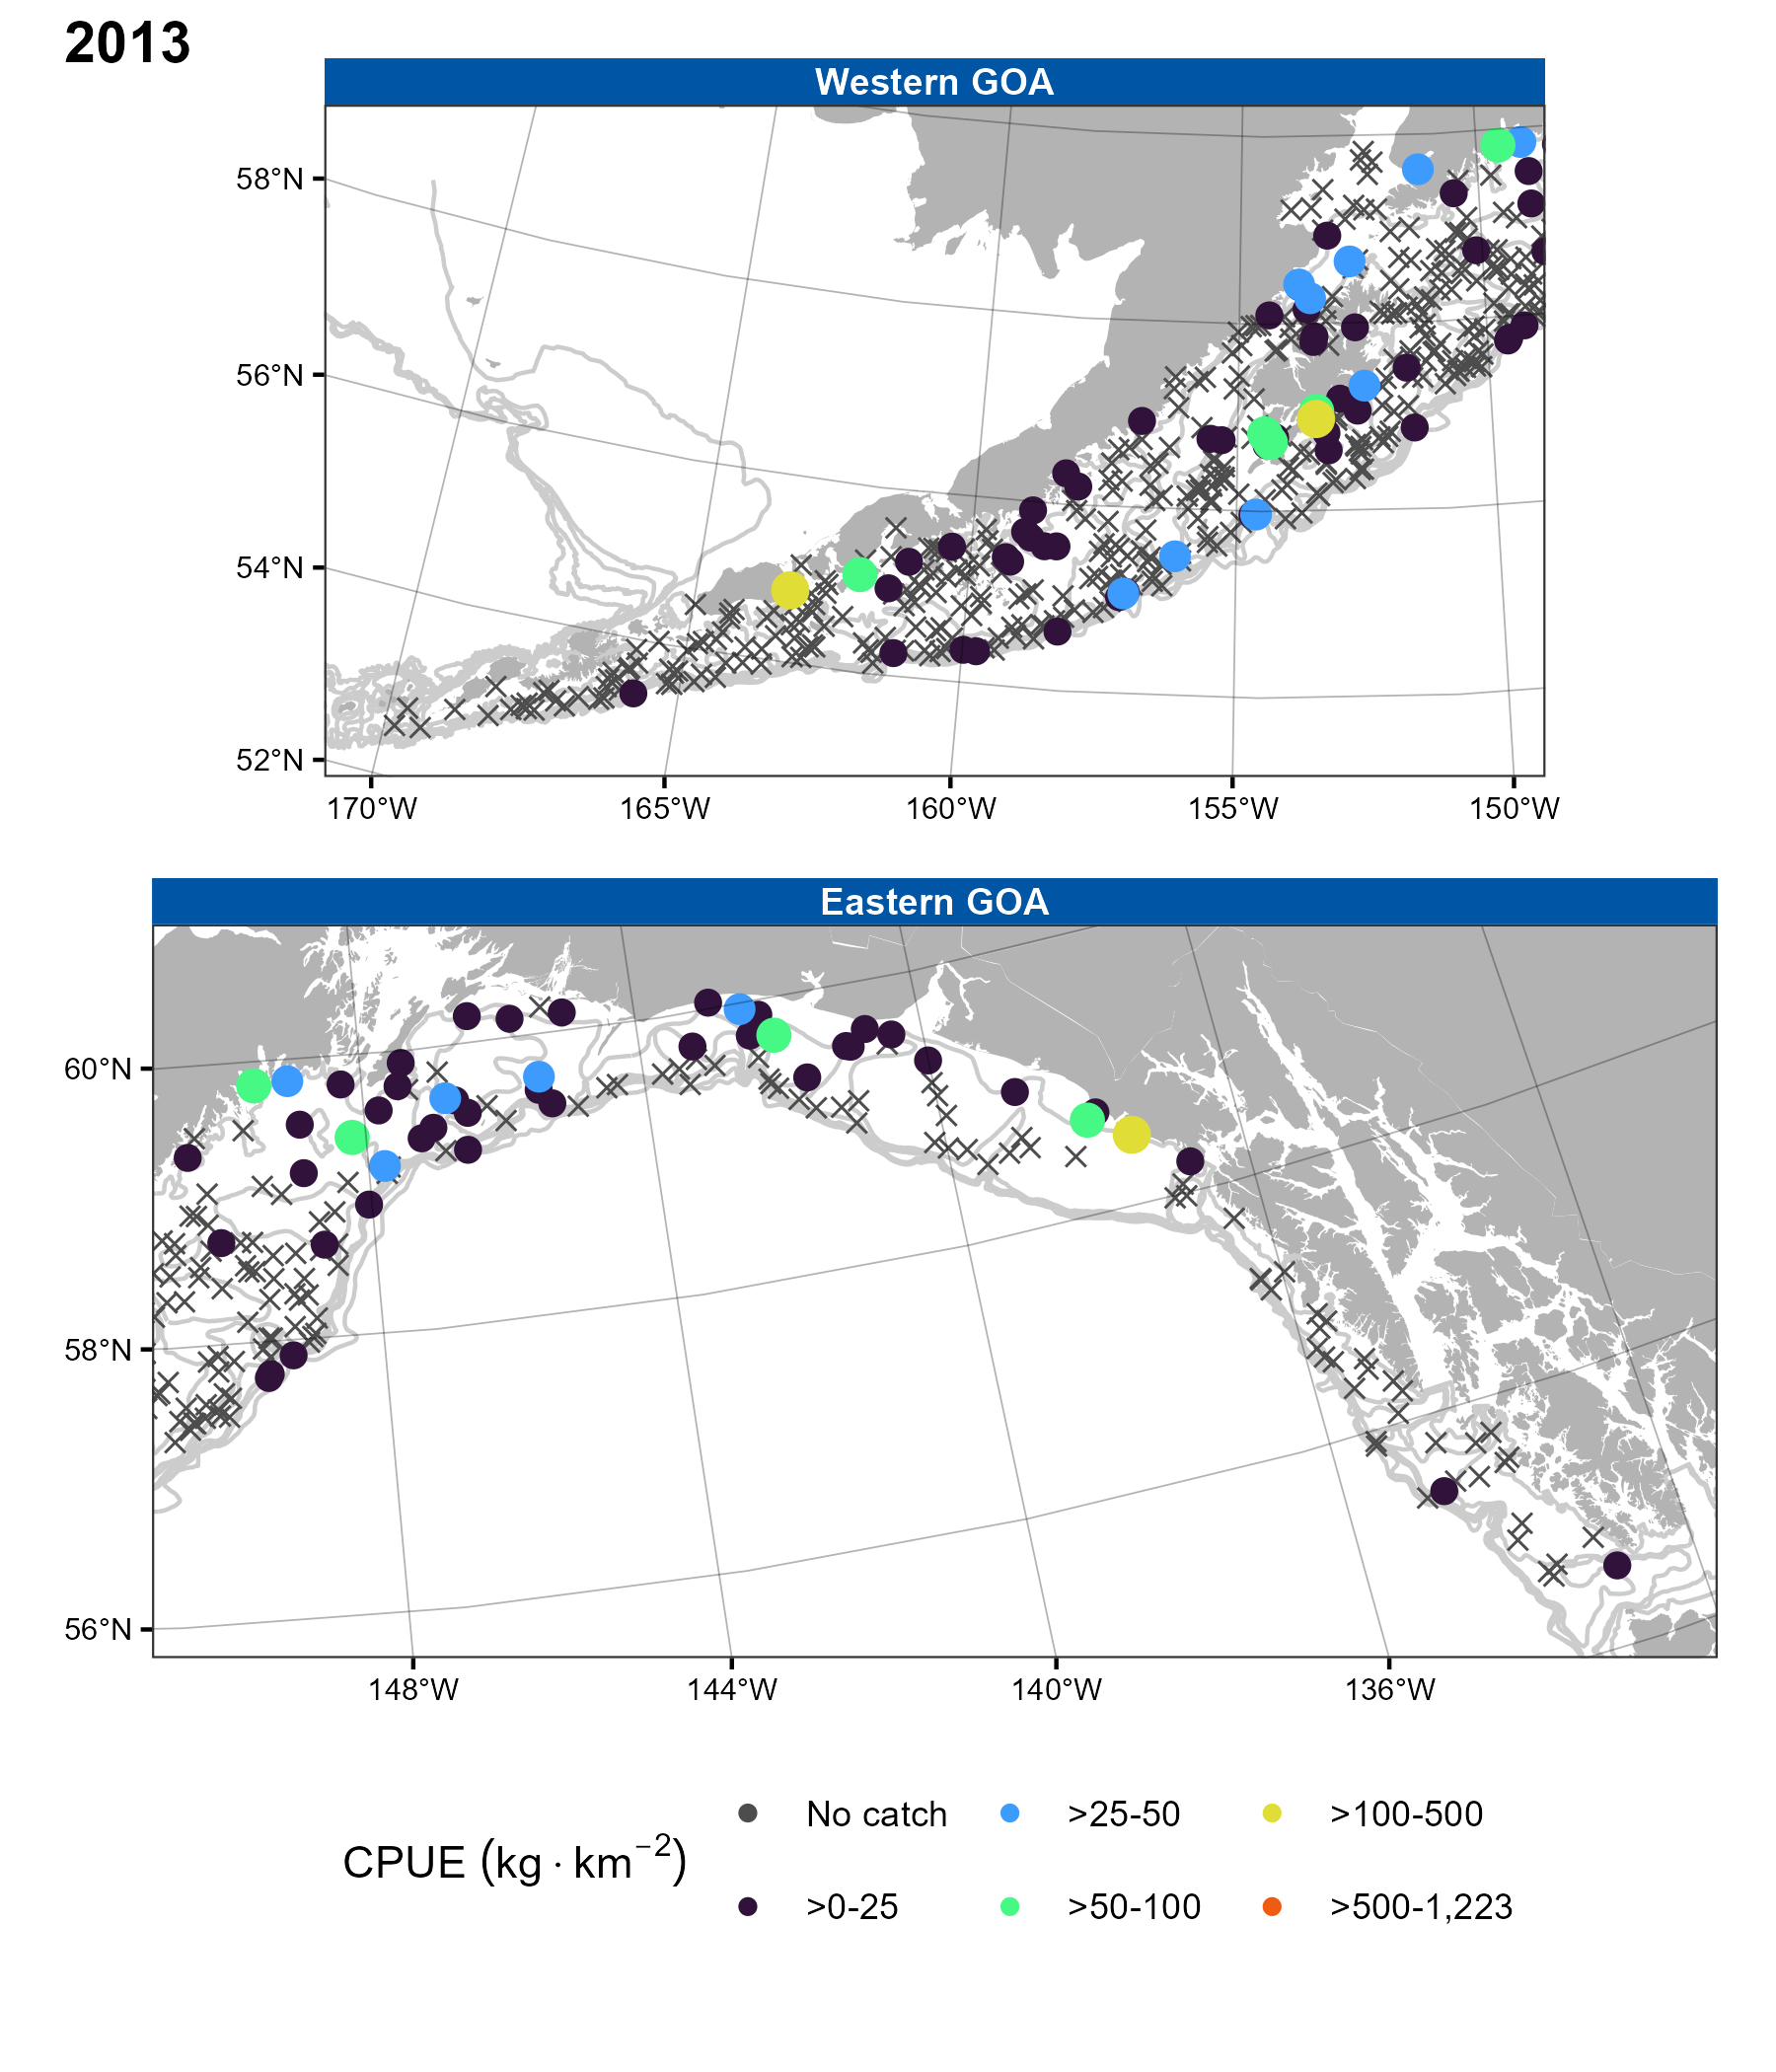 2013
Western GOA
58°N
56°N
54°N
52°N
170°W 165°W 160°W 155°W 150°W
Eastern GOA
60°N
58°N
56°N
148°W 144°W 140°W 136°W
CPUE (kg · km⁻²)
No catch >25-50 >100-500
>0-25 >50-100 >500-1,223